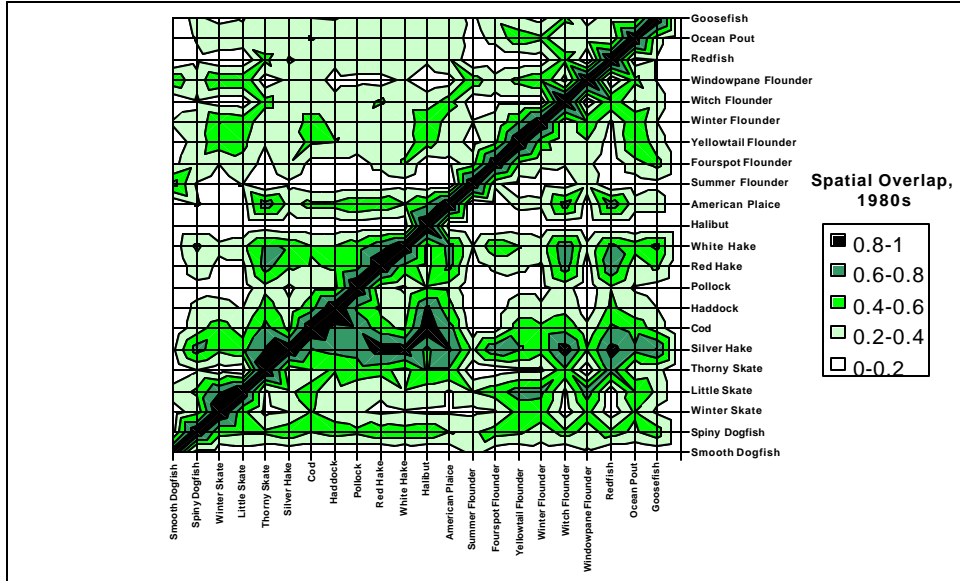 Goosefish
Ocean Pout
Redfish
Windowpane Flounder
Witch Flounder
Winter Flounder
Yellowtail Flounder
Fourspot Flounder
Summer Flounder
American Plaice
Halibut
White Hake
Red Hake
Pollock
Haddock
Cod
Silver Hake
Thorny Skate
Little Skate
Winter Skate
Spiny Dogfish
Smooth Dogfish
Smooth Dogfish
Spiny Dogfish
Winter Skate
Little Skate
Thorny Skate
Silver Hake
Cod
Haddock
Pollock
Red Hake
White Hake
Halibut
American Plaice
Summer Flounder
Fourspot Flounder
Yellowtail Flounder
Winter Flounder
Witch Flounder
Windowpane Flounder
Redfish
Ocean Pout
Goosefish
Spatial Overlap,
1980s
0.8-1
0.6-0.8
0.4-0.6
0.2-0.4
0-0.2